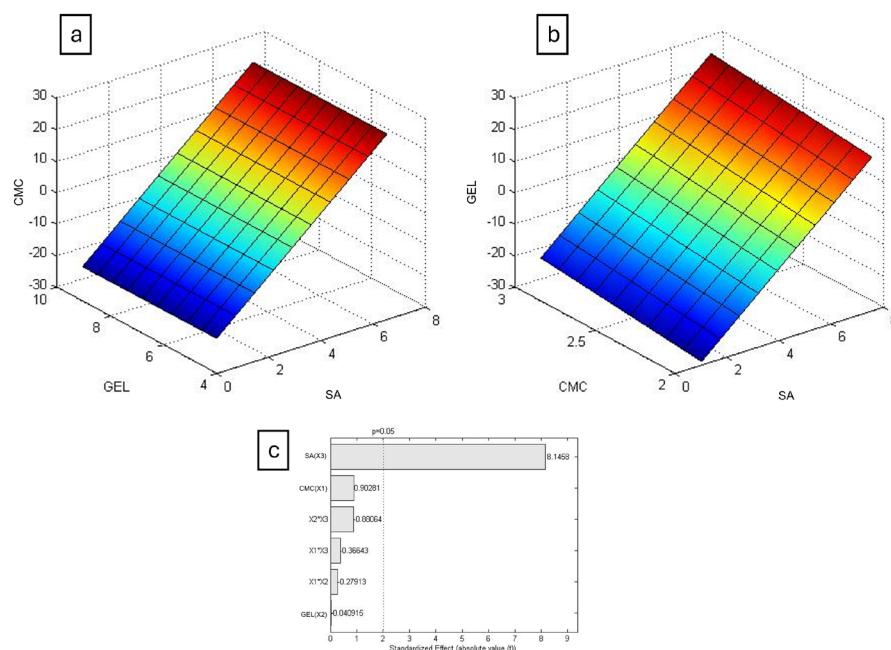 a
30
20
10
0
-10
-20
-30
CMC
10
8
6
4
GEL
0
2
4
6
8
SA
b
30
20
10
0
-10
-20
-30
GEL
3
2.5
2
CMC
0
2
4
6
SA
c
p=0.05
SA(X3)
8.1458
CMC(X1)
0.90281
X2*X3
-0.88064
X1*X3
-0.36643
X1*X2
-0.27913
GEL(X2)
0.040915
0 1 2 3 4 5 6 7 8 9
Standardized Effect (absolute value (t))